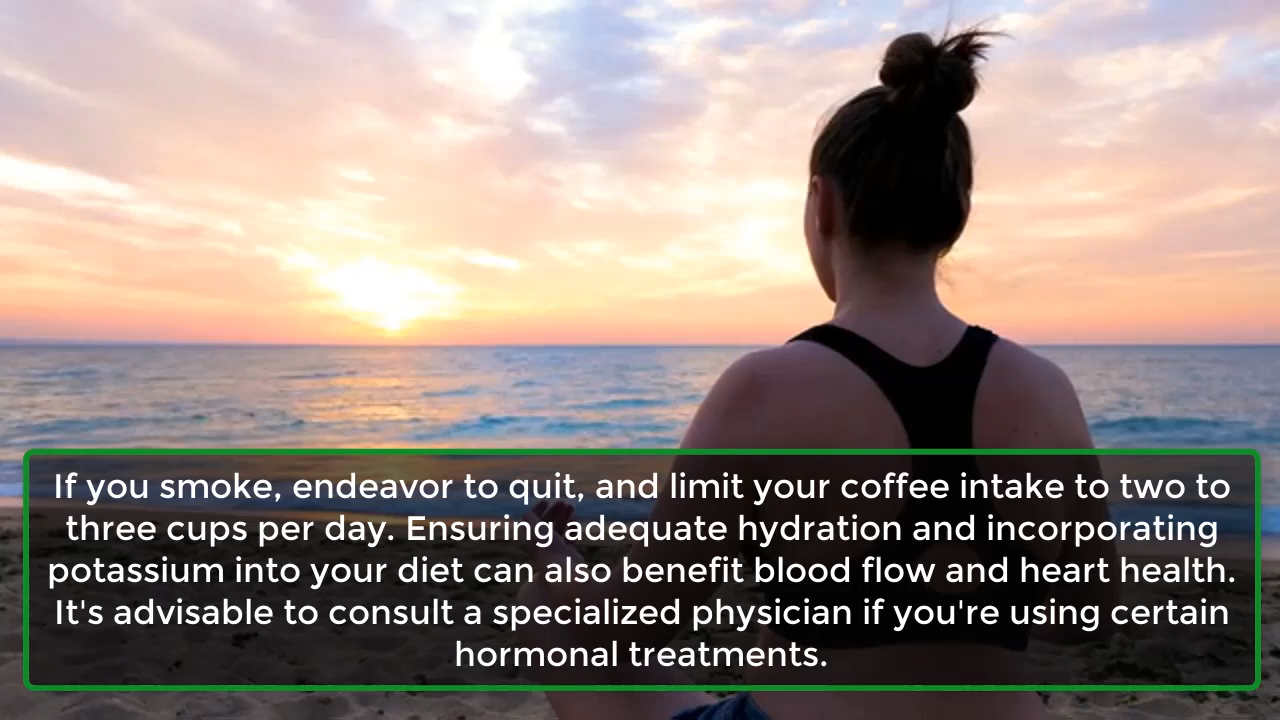 If you smoke, endeavor to quit, and limit your coffee intake to two to
three cups per day. Ensuring adequate hydration and incorporating
potassium into your diet can also benefit blood flow and heart health.
It's advisable to consult a specialized physician if you're using certain
hormonal treatments.